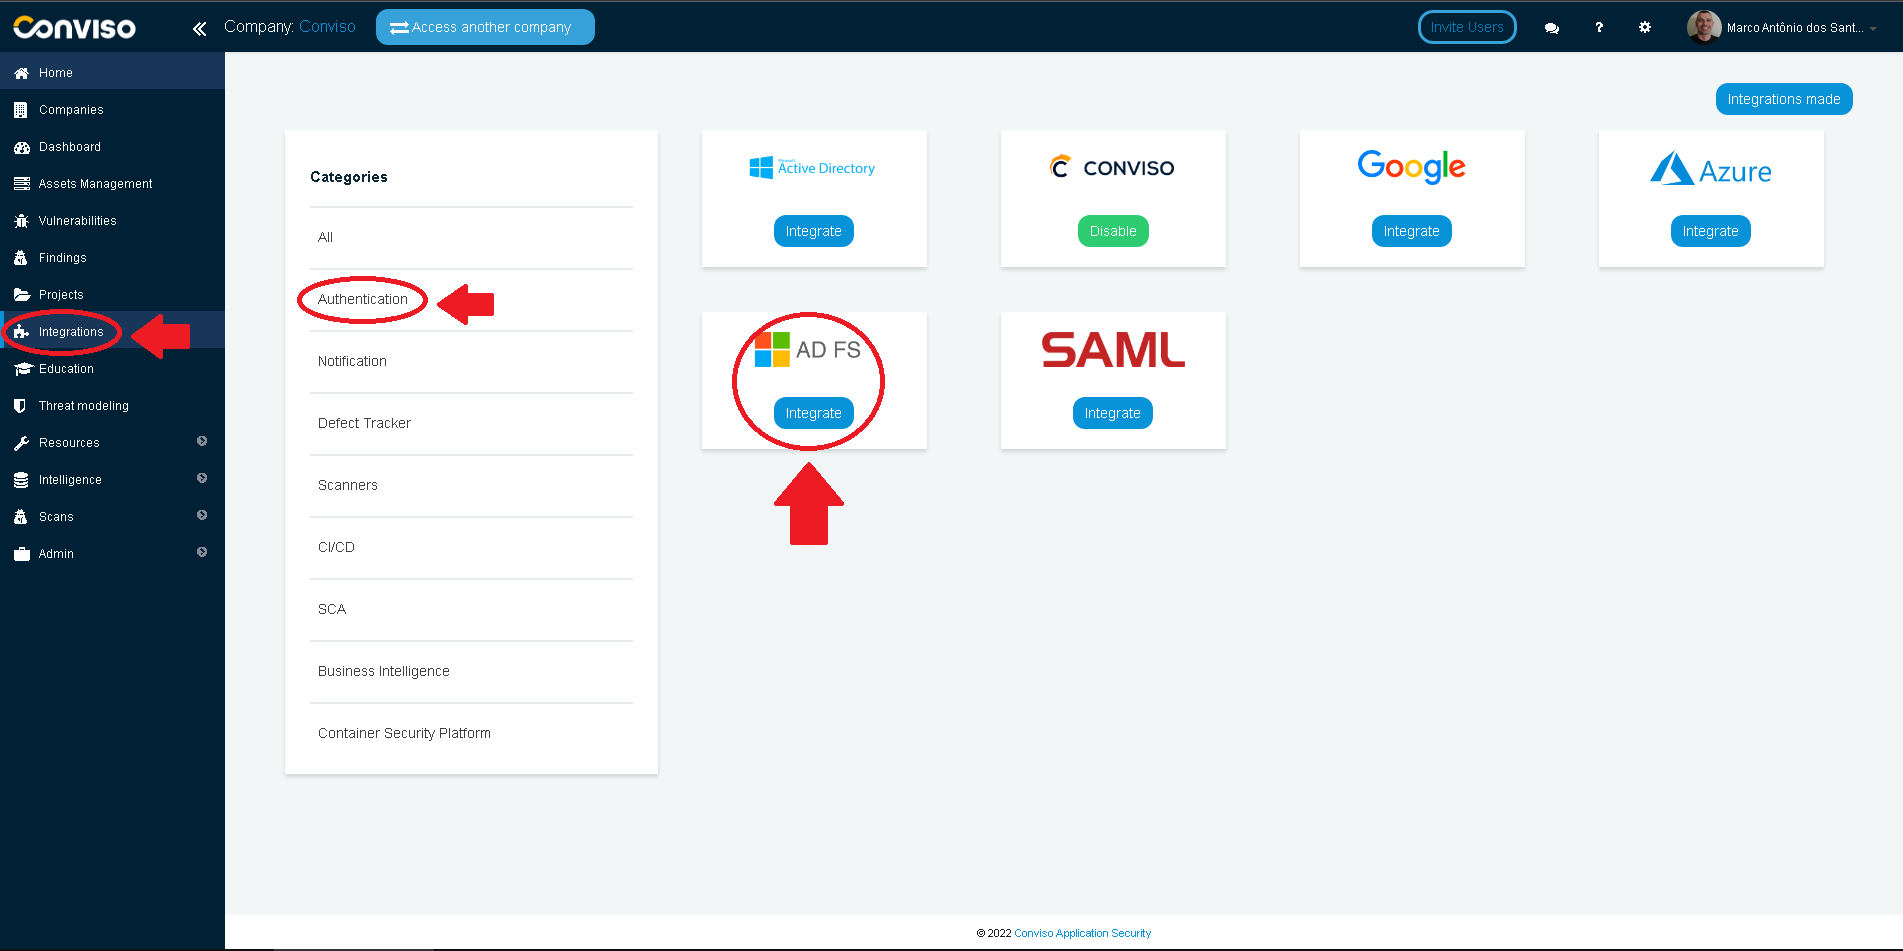 Conviso
Company: Conviso
Access another company
Invite Users
?
Marco Antônio dos Sant...
Home
Companies
Dashboard
Assets Management
Vulnerabilities
Findings
Projects
Integrations
Education
Threat modeling
Resources
Intelligence
Scans
Admin
Integrations made
Categories
All
Authentication
Notification
Defect Tracker
Scanners
CI/CD
SCA
Business Intelligence
Container Security Platform
Microsoft
Active Directory
Integrate
C CONVISO
Disable
Google
Integrate
Azure
Integrate
AD FS
Integrate
SAML
Integrate
© 2022 Conviso Application Security